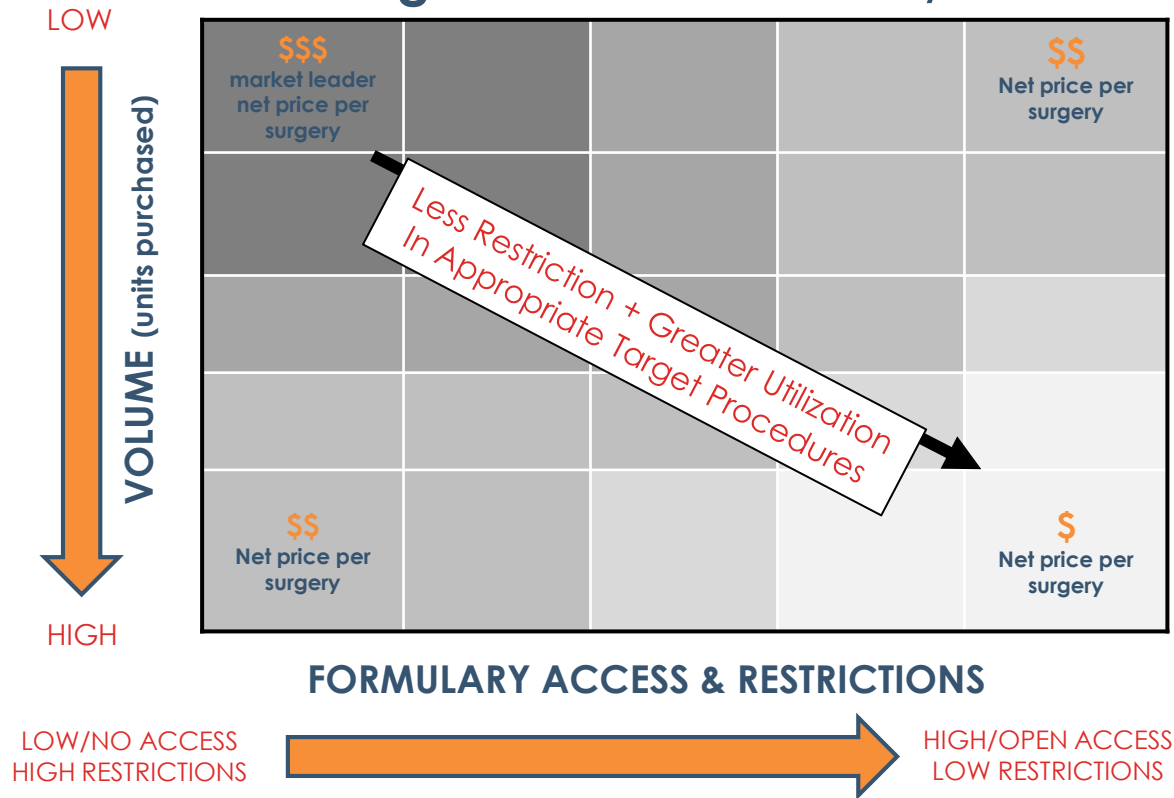 LOW
$$$
market leader
net price per
surgery
$$
Net price per
surgery
VOLUME (units purchased)
Less Restriction + Greater Utilization
In Appropriate Target Procedures
$$
Net price per
surgery
$
Net price per
surgery
HIGH
FORMULARY ACCESS & RESTRICTIONS
LOW/NO ACCESS
HIGH RESTRICTIONS
HIGH/OPEN ACCESS
LOW RESTRICTIONS